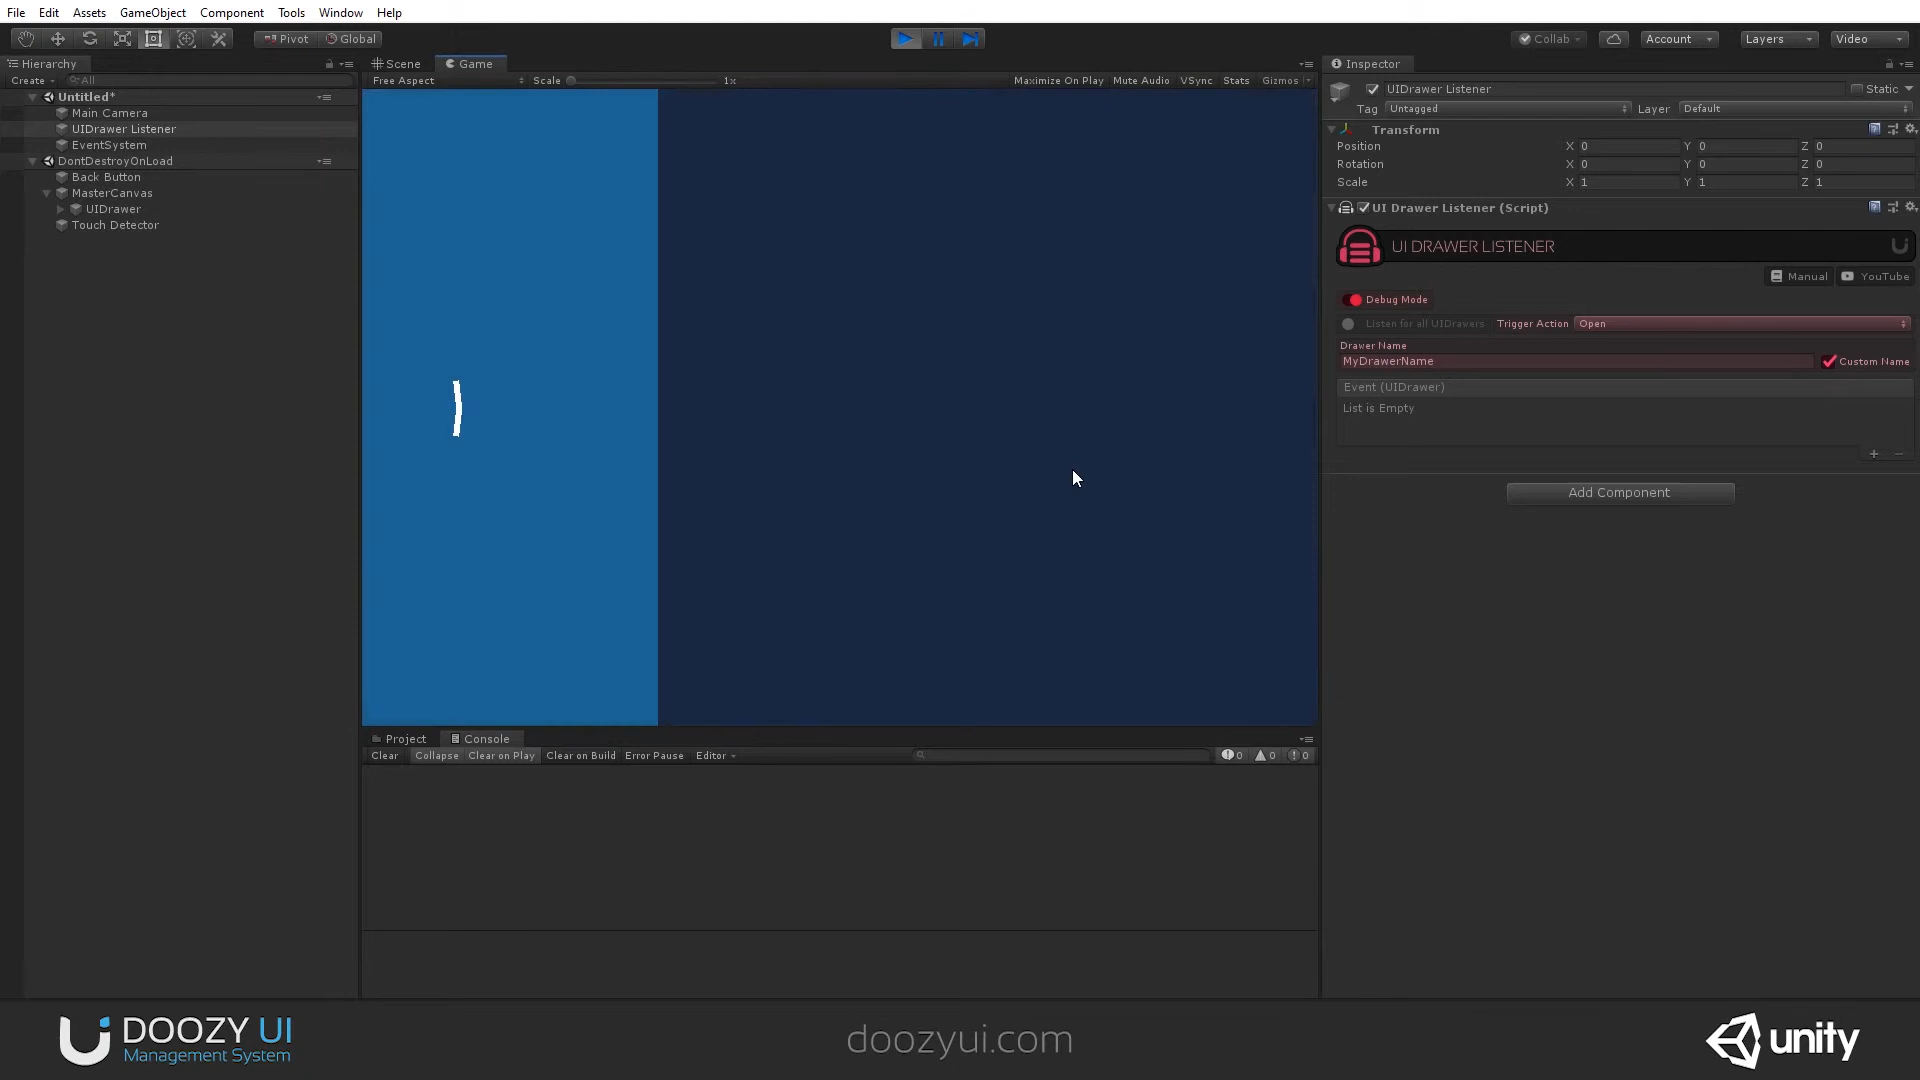 File Edit Assets GameObject Component Tools Window Help
Pivot Global
Collab Account Layers Video
Hierarchy
Create All
Untitled*
Main Camera
UIDrawer Listener
EventSystem
DontDestroyOnLoad
Back Button
MasterCanvas
UIDrawer
Touch Detector
Scene Game
Free Aspect Scale 1x Maximize On Play Mute Audio VSync Stats Gizmos
Project Console
Clear Collapse Clear on Play Clear on Build Error Pause Editor 0 0 0
Inspector
UIDrawer Listener Static
Tag Untagged Layer Default
Transform
Position X 0 Y 0 Z 0
Rotation X 0 Y 0 Z 0
Scale X 1 Y 1 Z 1
UI Drawer Listener (Script)
UI DRAWER LISTENER
Manual YouTube
Debug Mode
Listen for all UIDrawers Trigger Action Open
Drawer Name
MyDrawerName Custom Name
Event (UIDrawer)
List is Empty
+ −
Add Component
DOOZY UI
Management System
doozyui.com
unity